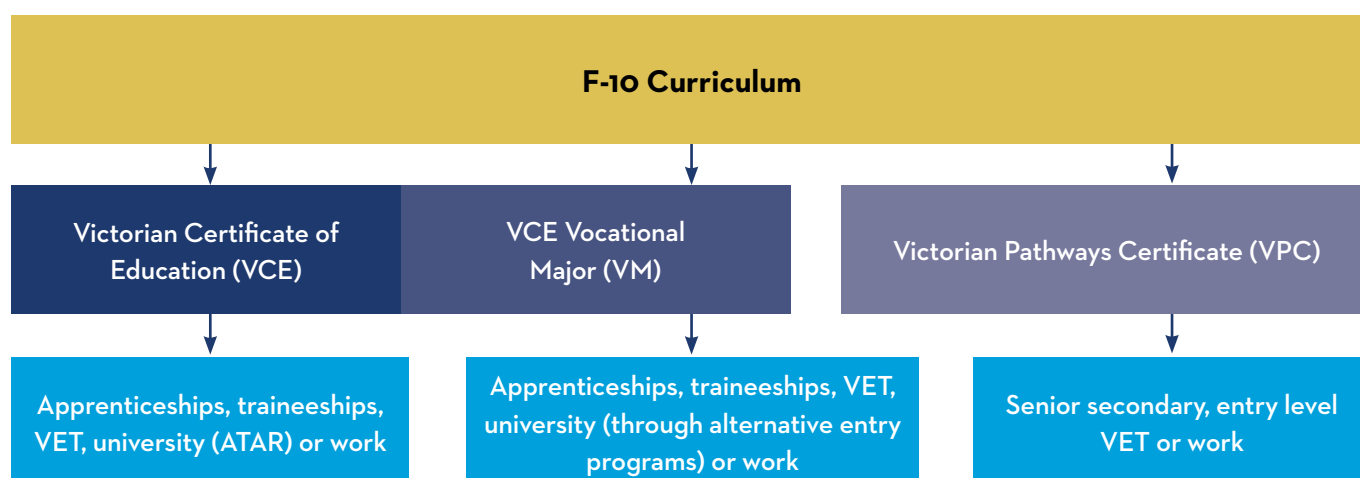 F-10 Curriculum
Victorian Certificate of
Education (VCE)
VCE Vocational
Major (VM)
Victorian Pathways Certificate (VPC)
Apprenticeships, traineeships,
VET, university (ATAR) or work
Apprenticeships, traineeships, VET,
university (through alternative entry
programs) or work
Senior secondary, entry level
VET or work